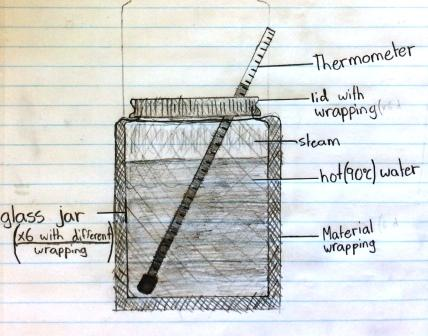 Thermometer
lid with
wrapping
steam
hot(90°c) water
glass jar
(x6 with different
wrapping)
Material
wrapping